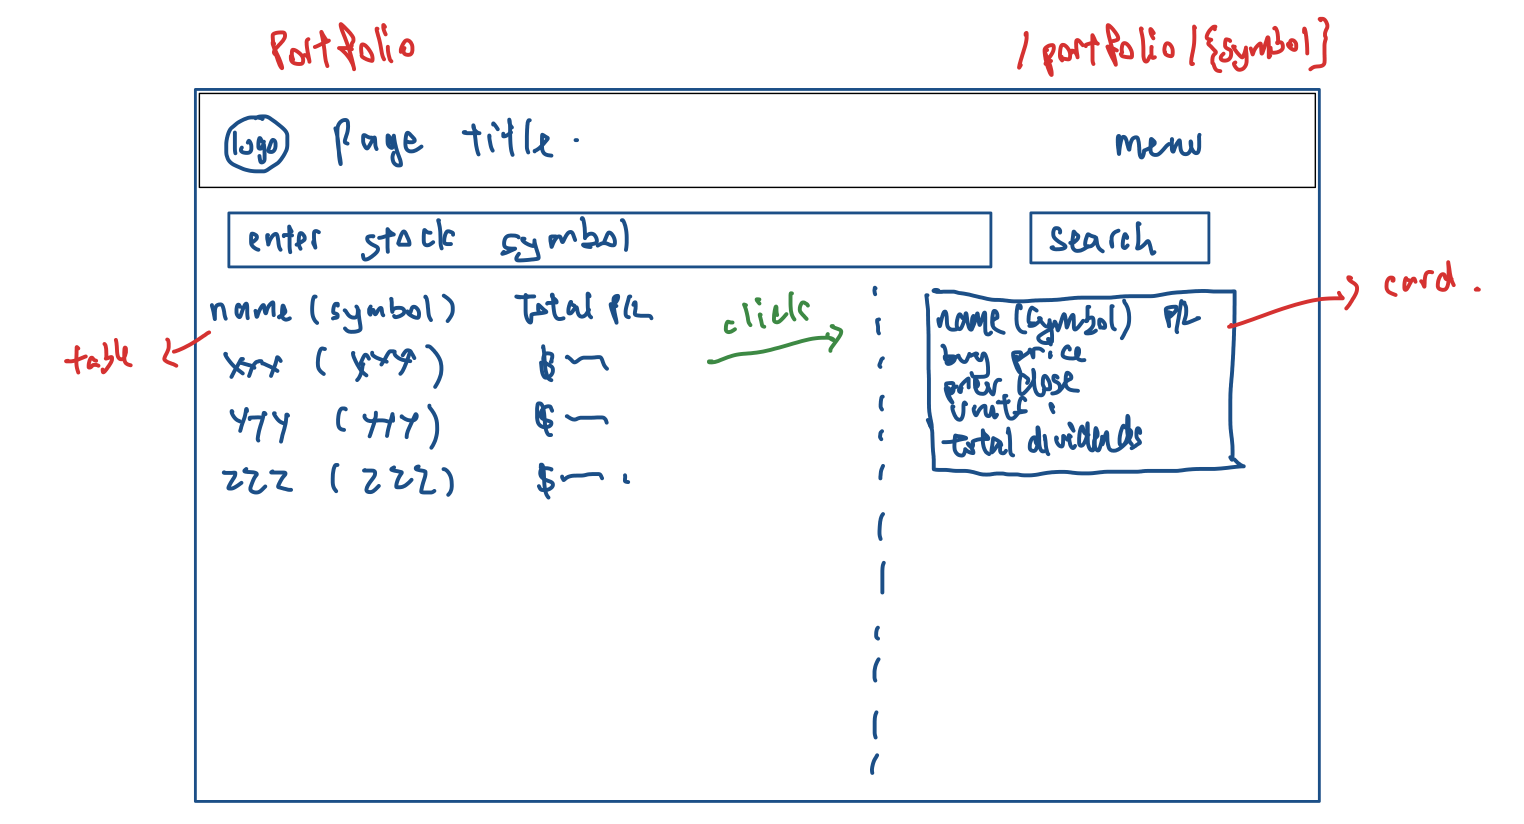 Portfolio
/portfolio/{symbol}
logo Page title. menu
enter stock symbol
search
name (symbol) total P/L
xxx (xxx) $
yyy (yyy) $
zzz (zzz) $
table
click
name (symbol) P/L
buy price
prev close
units :
total dividends
card.